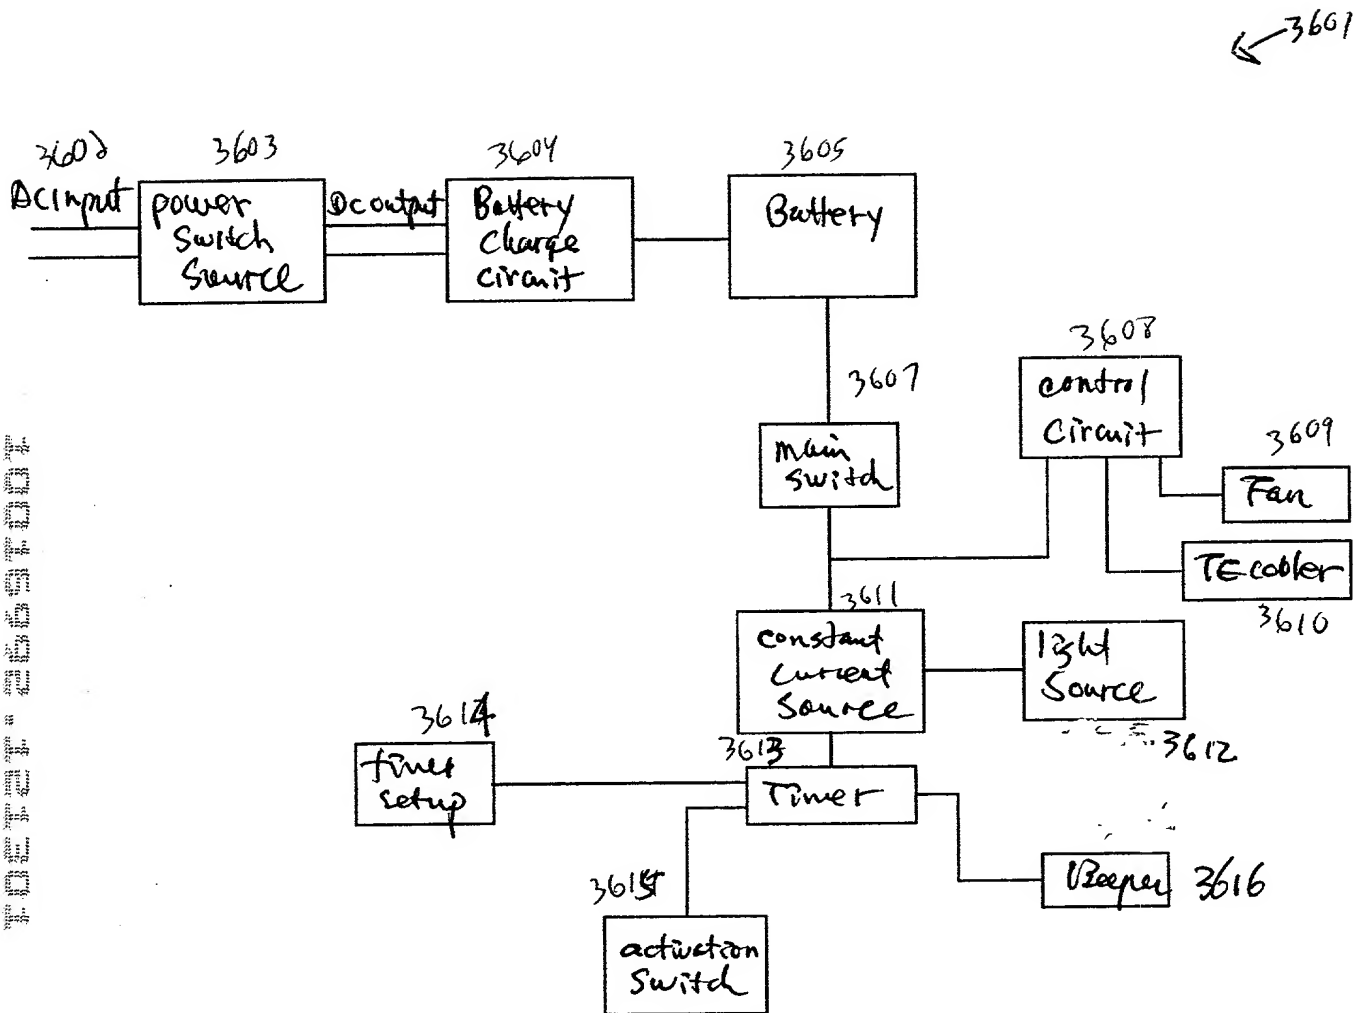 3601
3602
3603
3604
3605
DC input
power
switch
source
DC output
Battery
charge
circuit
Battery
3607
3608
control
circuit
main
switch
3609
Fan
TE cooler
3610
3611
constant
current
source
light
source
3612
3614
timer
setup
3613
Timer
3615
activation
switch
Beeper 3616